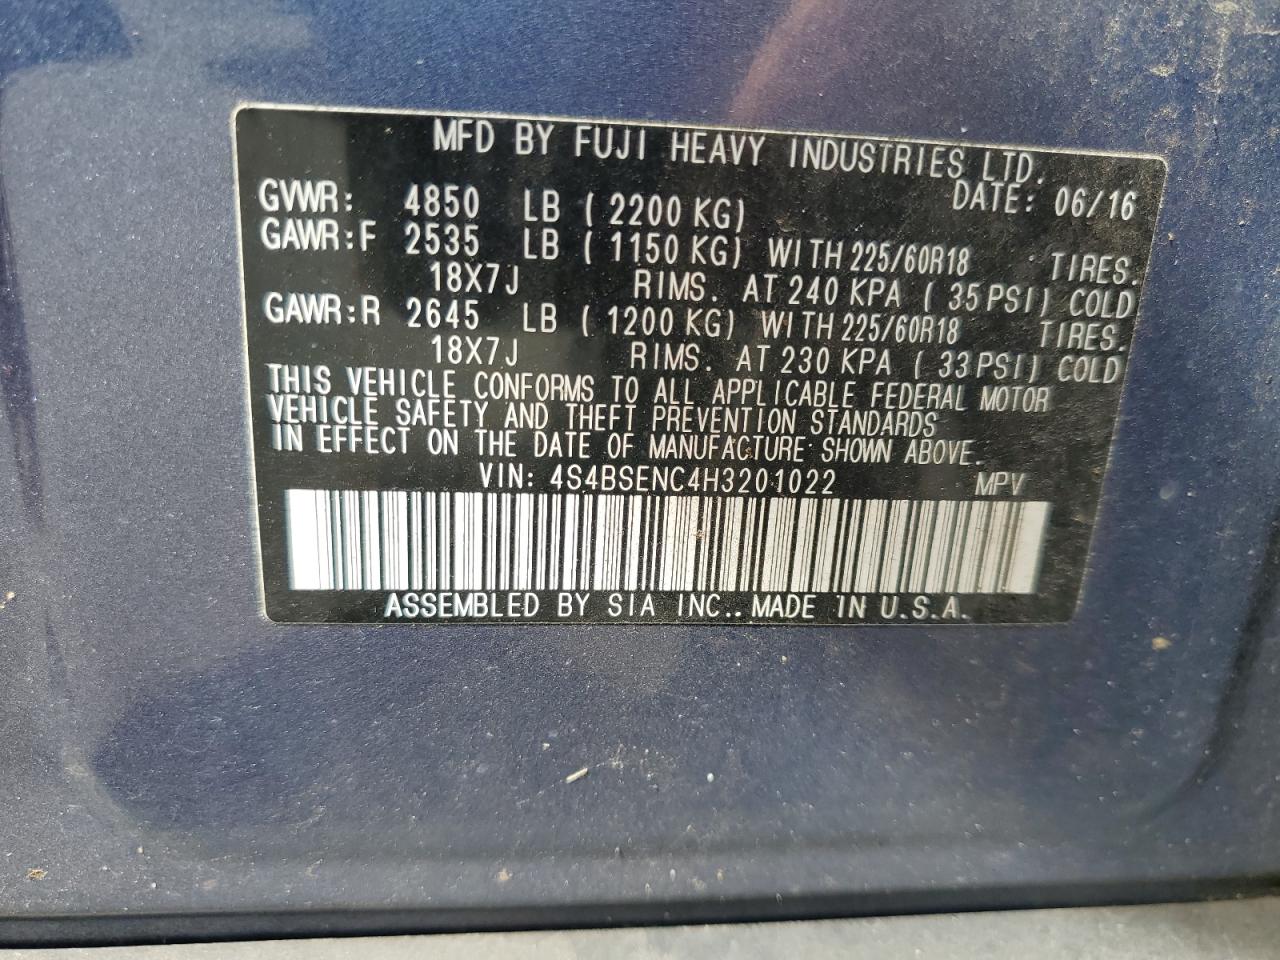 MFD BY FUJI HEAVY INDUSTRIES LTD.
DATE: 06/16
GVWR: 4850 LB ( 2200 KG)
GAWR:F 2535 LB ( 1150 KG) WITH 225/60R18 TIRES.
18X7J RIMS. AT 240 KPA ( 35 PSI) COLD
GAWR:R 2645 LB ( 1200 KG) WITH 225/60R18 TIRES.
18X7J RIMS. AT 230 KPA ( 33 PSI) COLD
THIS VEHICLE CONFORMS TO ALL APPLICABLE FEDERAL MOTOR
VEHICLE SAFETY AND THEFT PREVENTION STANDARDS
IN EFFECT ON THE DATE OF MANUFACTURE SHOWN ABOVE.
VIN: 4S4BSENC4H3201022 MPV
ASSEMBLED BY SIA INC.. MADE IN U.S.A.